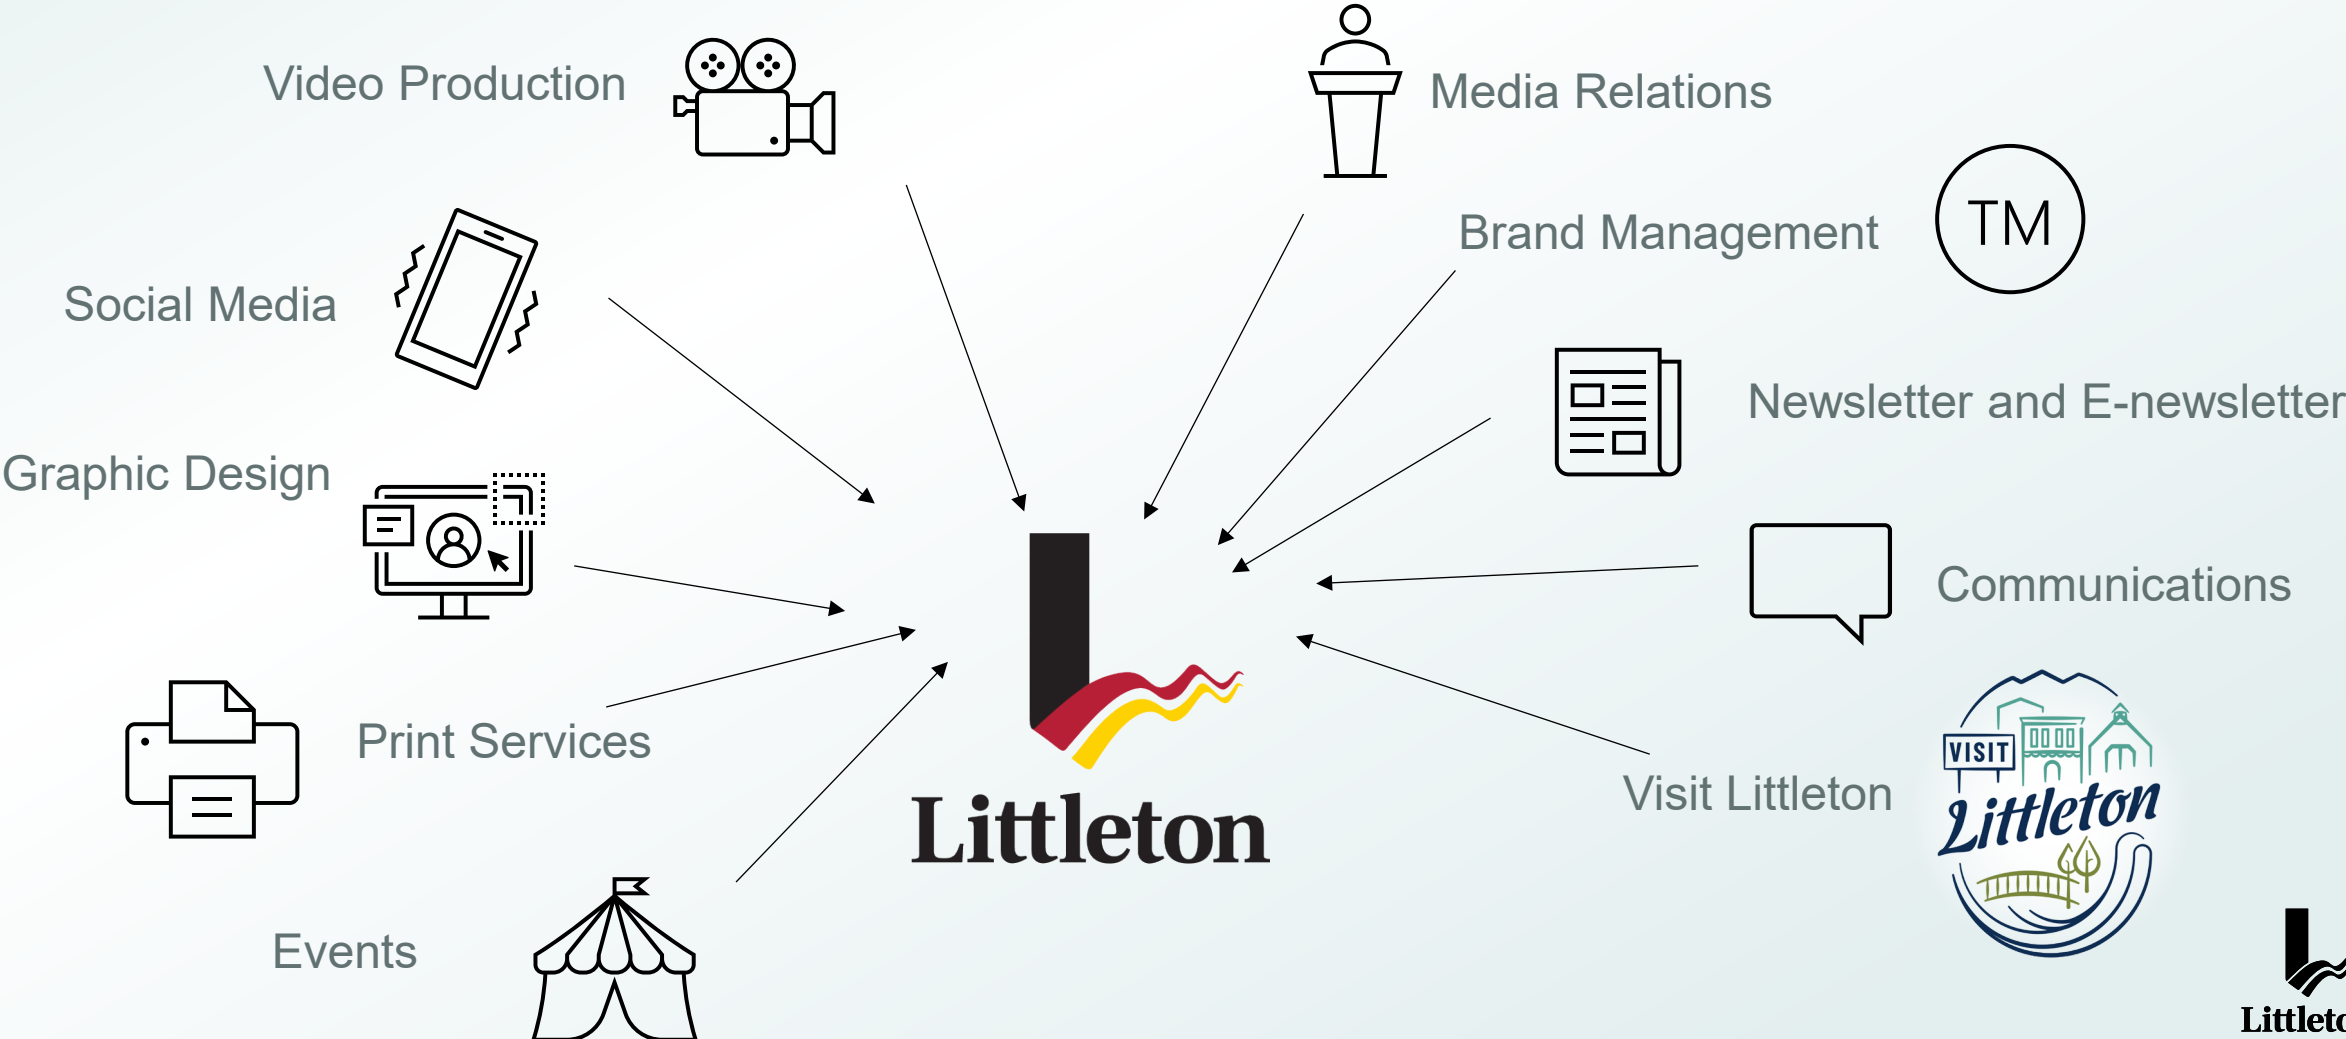 Video Production
Media Relations
Brand Management
TM
Social Media
Newsletter and E-newsletter
Graphic Design
Communications
Print Services
Visit Littleton
VISIT
Littleton
Littleton
Events